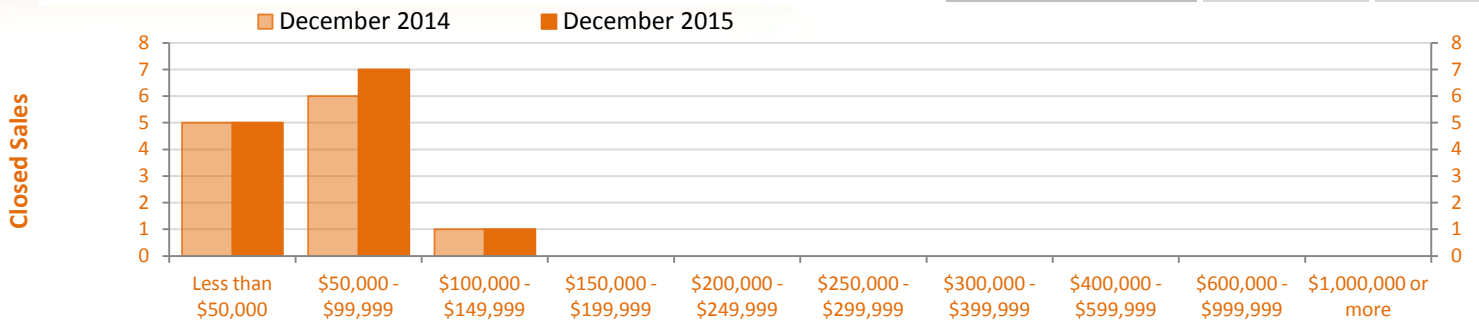 December 2014 December 2015
Closed Sales
8 8
7 7
6 6
5 5
4 4
3 3
2 2
1 1
0 0
Less than $50,000 - $100,000 - $150,000 - $200,000 - $250,000 - $300,000 - $400,000 - $600,000 - $1,000,000 or
$50,000 $99,999 $149,999 $199,999 $249,999 $299,999 $399,999 $599,999 $999,999 more